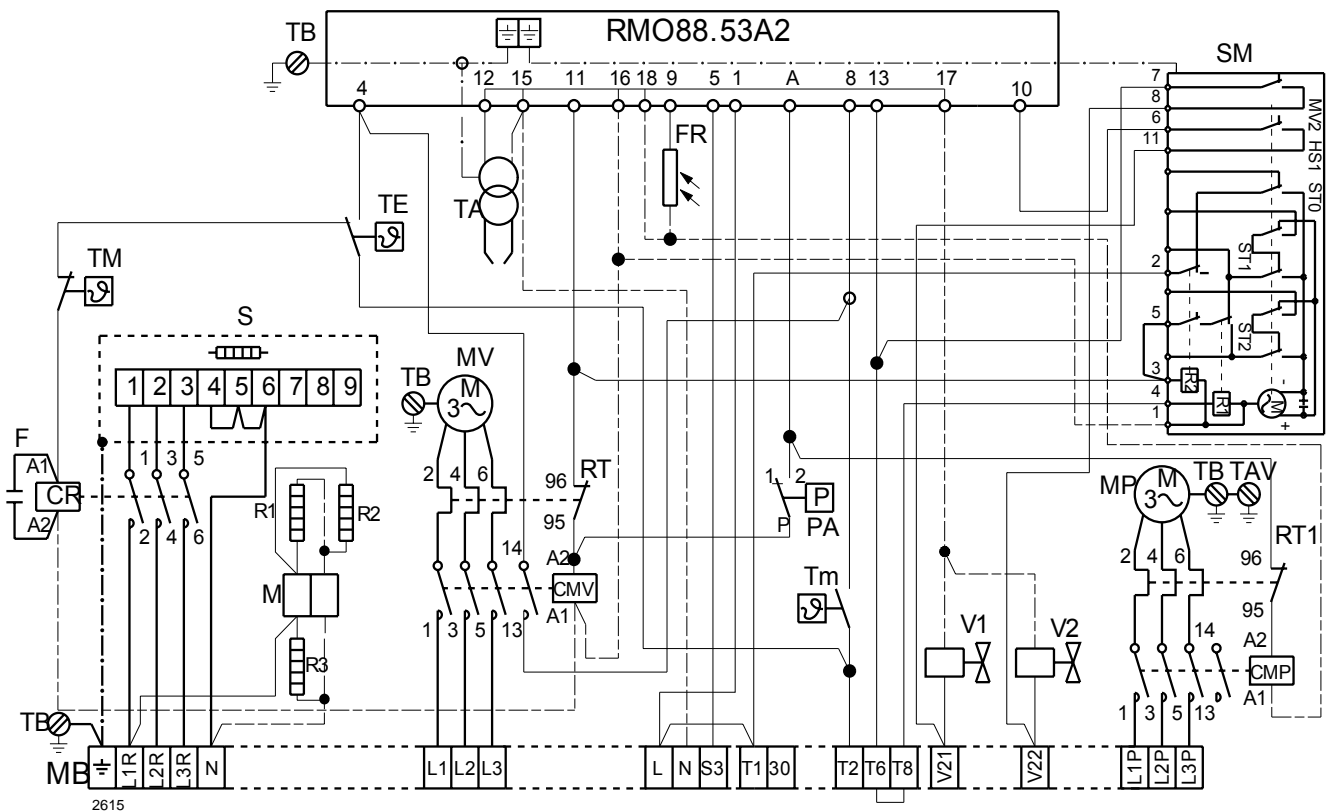 RMO88.53A2
TB
SM
4 12 15 11 16 18 9 5 1 A 8 13 17 10
7
8
6
11
2
5
3
4
1
MV2 HS1 ST0
ST1
ST2
R2
R1
M
- +
FR
TA
TE
TM
S
1 2 3 4 5 6 7 8 9
MV
TB
M
3~
2 4 6
RT
96
95
F
A1
CR
A2
1 3 5
2 4 6
R1
R2
M
R3
14
A2
CMV
A1
1 3 5 13
1 2
P
P
PA
Tm
V1
V2
MP
M
3~
TB TAV
2 4 6
RT1
96
95
14
A2
CMP
A1
1 3 5 13
TB
MB
L1R L2R L3R N
L1 L2 L3
L N S3
T1 30
T2 T6 T8
V21
V22
L1P L2P L3P
2615